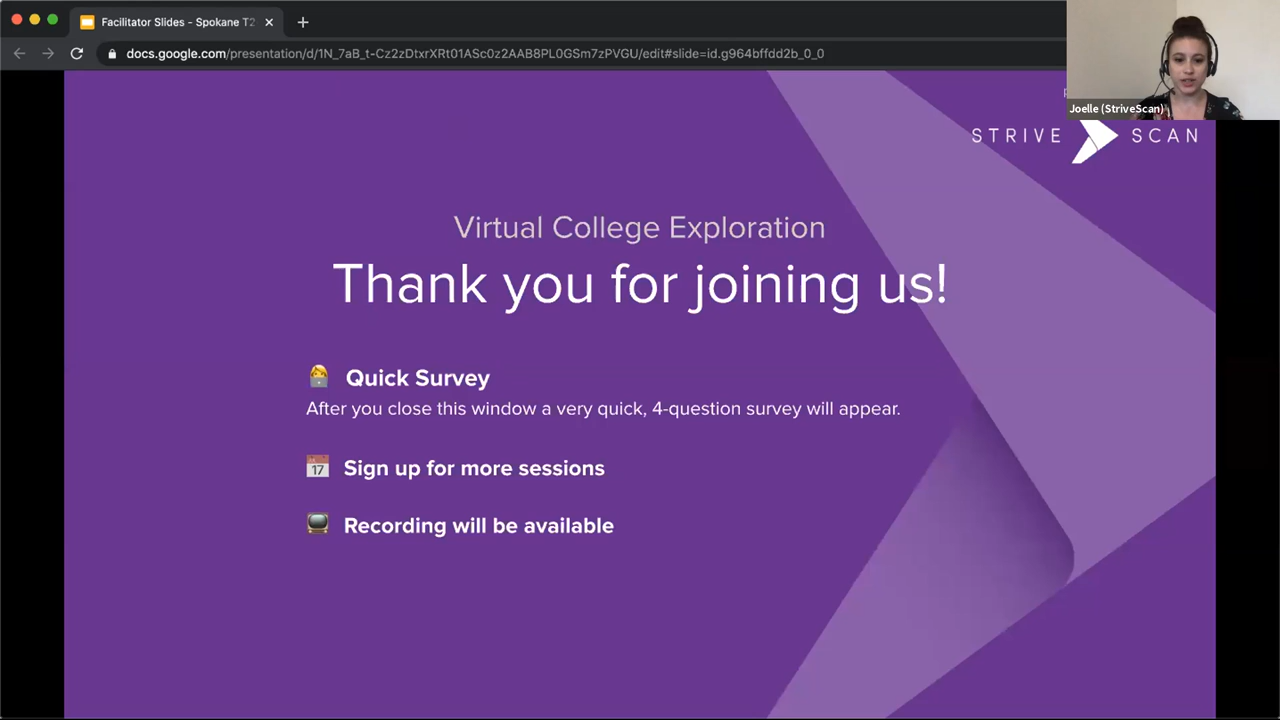 Facilitator Slides - Spokane T2
docs.google.com/presentation/d/1N_7aB_t-Cz2zDtxrXRt01ASc0z2AAB8PL0GSm7zPVGU/edit#slide=id.g964bffdd2b_0_0
Joelle (StriveScan)
STRIVE SCAN
Virtual College Exploration
Thank you for joining us!
Quick Survey
After you close this window a very quick, 4-question survey will appear.
17
Sign up for more sessions
Recording will be available